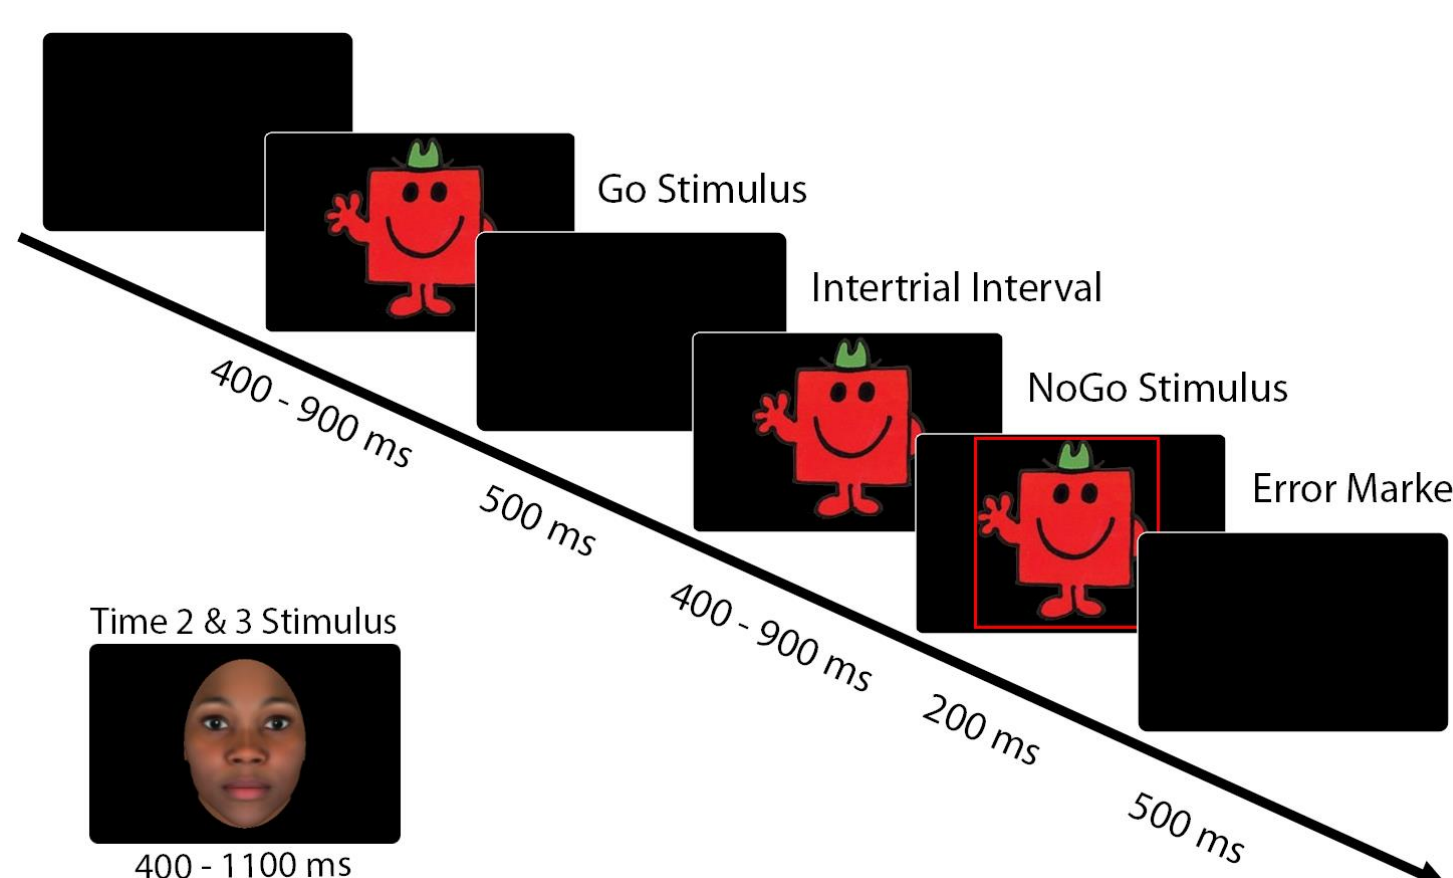 Go Stimulus
Intertrial Interval
NoGo Stimulus
Error Marke
400 - 900 ms
500 ms
400 - 900 ms
200 ms
500 ms
Time 2 & 3 Stimulus
400 - 1100 ms